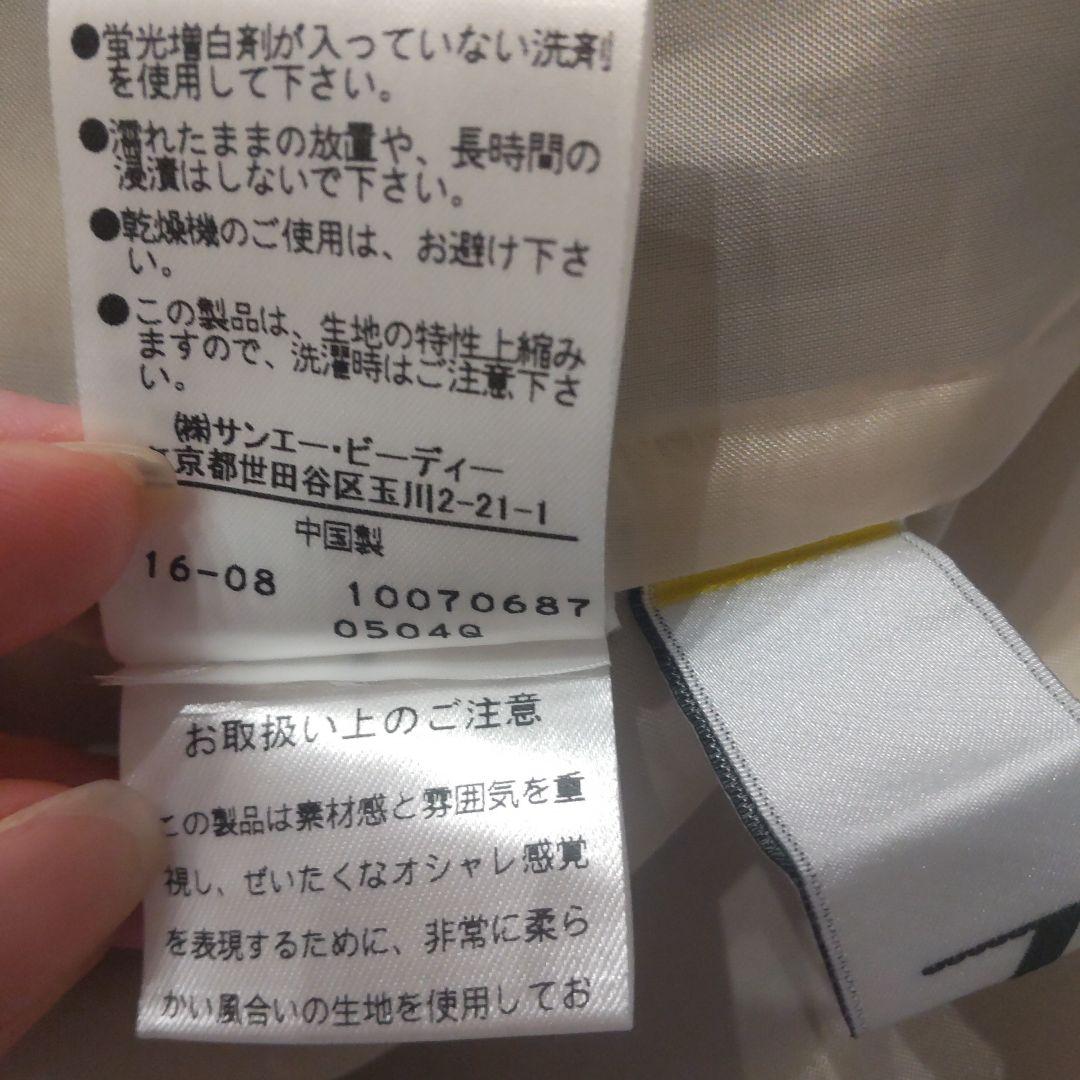 ●蛍光増白剤が入っていない洗剤
を使用して下さい。
●濡れたままの放置や、長時間の
浸漬はしないで下さい。
●乾燥機のご使用は、お避け下さ
い。
●この製品は、生地の特性上縮み
ますので、洗濯時はご注意下さ
い。
(株)サンエー・ビーディー
京都世田谷区玉川2-21-1
中国製
16-08 10070687
0504Q
お取扱い上のご注意
この製品は素材感と雰囲気を重
視し、ぜいたくなオシャレ感覚
を表現するために、非常に柔ら
かい風合いの生地を使用してお